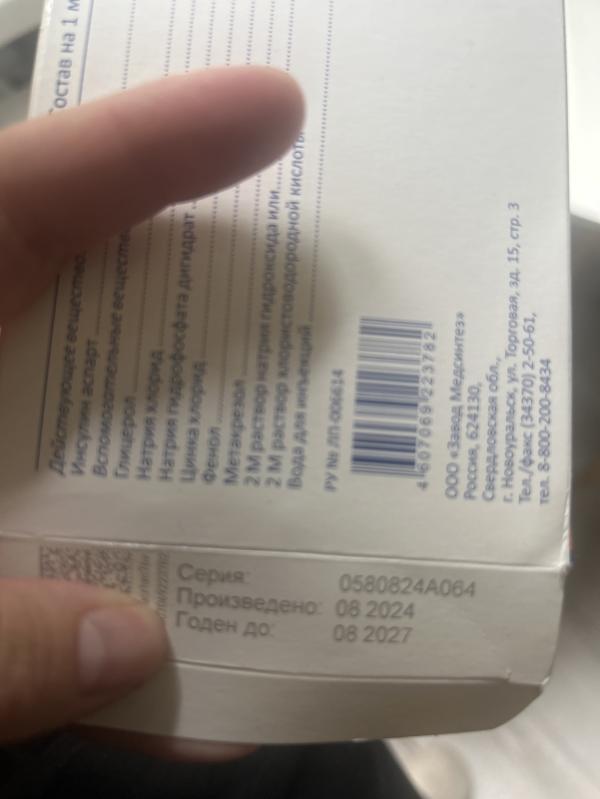 Состав на 1 м
Действующее вещество:
Инсулин аспарт
Вспомогательные вещества
Глицерол
Натрия хлорид
Натрия гидрофосфата дигидрат
Цинка хлорид
Фенол
Метакрезол
2 М раствор натрия гидроксида или
2 М раствор хлористоводородной кислоты
Вода для инъекций
РУ № ЛП-006614
4 607069 223782
ООО «Завод Медсинтез»
Россия, 624130,
Свердловская обл.,
г. Новоуральск, ул. Торговая, зд. 15, стр. 3
Тел./факс (34370) 2-50-61,
тел. 8-800-200-8434
Серия: 0580824A064
Произведено: 08 2024
Годен до: 08 2027